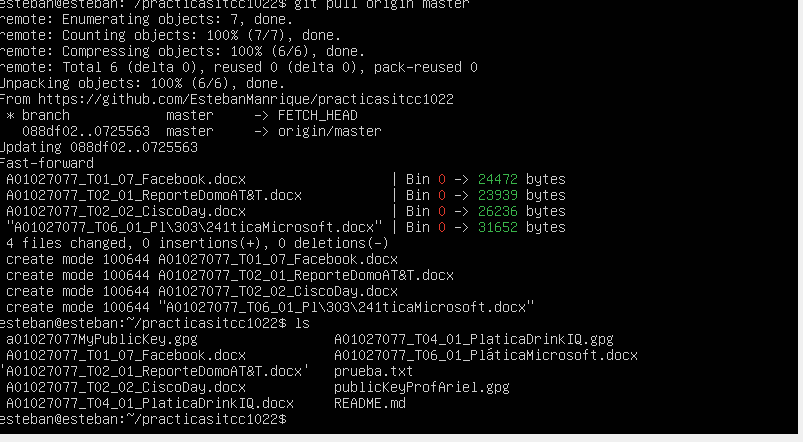 esteban@esteban:~/practicasitcc1022$ git pull origin master
remote: Enumerating objects: 7, done.
remote: Counting objects: 100% (7/7), done.
remote: Compressing objects: 100% (6/6), done.
remote: Total 6 (delta 0), reused 0 (delta 0), pack-reused 0
Unpacking objects: 100% (6/6), done.
From https://github.com/EstebanManrique/practicasitcc1022
 * branch            master     -> FETCH_HEAD
   088df02..0725563  master     -> origin/master
Updating 088df02..0725563
Fast-forward
 A01027077_T01_07_Facebook.docx                  | Bin 0 -> 24472 bytes
 A01027077_T02_01_ReporteDomoAT&T.docx           | Bin 0 -> 23939 bytes
 A01027077_T02_02_CiscoDay.docx                  | Bin 0 -> 26236 bytes
 "A01027077_T06_01_Pl\303\241ticaMicrosoft.docx" | Bin 0 -> 31652 bytes
 4 files changed, 0 insertions(+), 0 deletions(-)
 create mode 100644 A01027077_T01_07_Facebook.docx
 create mode 100644 A01027077_T02_01_ReporteDomoAT&T.docx
 create mode 100644 A01027077_T02_02_CiscoDay.docx
 create mode 100644 "A01027077_T06_01_Pl\303\241ticaMicrosoft.docx"
esteban@esteban:~/practicasitcc1022$ ls
 a01027077MyPublicKey.gpg                 A01027077_T04_01_PlaticaDrinkIQ.gpg
 A01027077_T01_07_Facebook.docx           A01027077_T06_01_PláticaMicrosoft.docx
'A01027077_T02_01_ReporteDomoAT&T.docx'   prueba.txt
 A01027077_T02_02_CiscoDay.docx           publicKeyProfAriel.gpg
 A01027077_T04_01_PlaticaDrinkIQ.docx     README.md
esteban@esteban:~/practicasitcc1022$